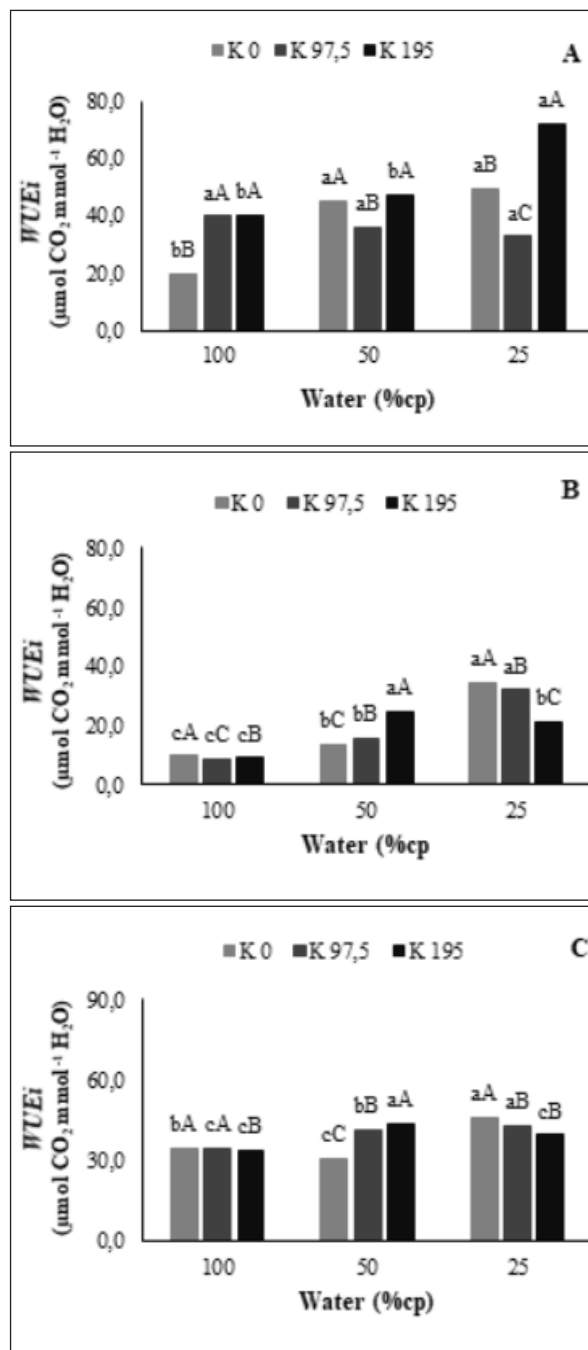 A
K 0 K 97,5 K 195
80,0
60,0
40,0
20,0
0,0
WUEi
(µmol CO₂ mmol⁻¹ H₂O)
bB aA bA
aA aB bA
aB aC aA
100 50 25
Water (%cp)
B
K 0 K 97,5 K 195
80,0
60,0
40,0
20,0
0,0
WUEi
(µmol CO₂ mmol⁻¹ H₂O)
cA cC cB
bC bB aA
aA aB bC
100 50 25
Water (%cp
C
K 0 K 97,5 K 195
90,0
60,0
30,0
0,0
WUEi
(µmol CO₂ mmol⁻¹ H₂O)
bA cA cB
cC bB aA
aA aB cB
100 50 25
Water (%cp)